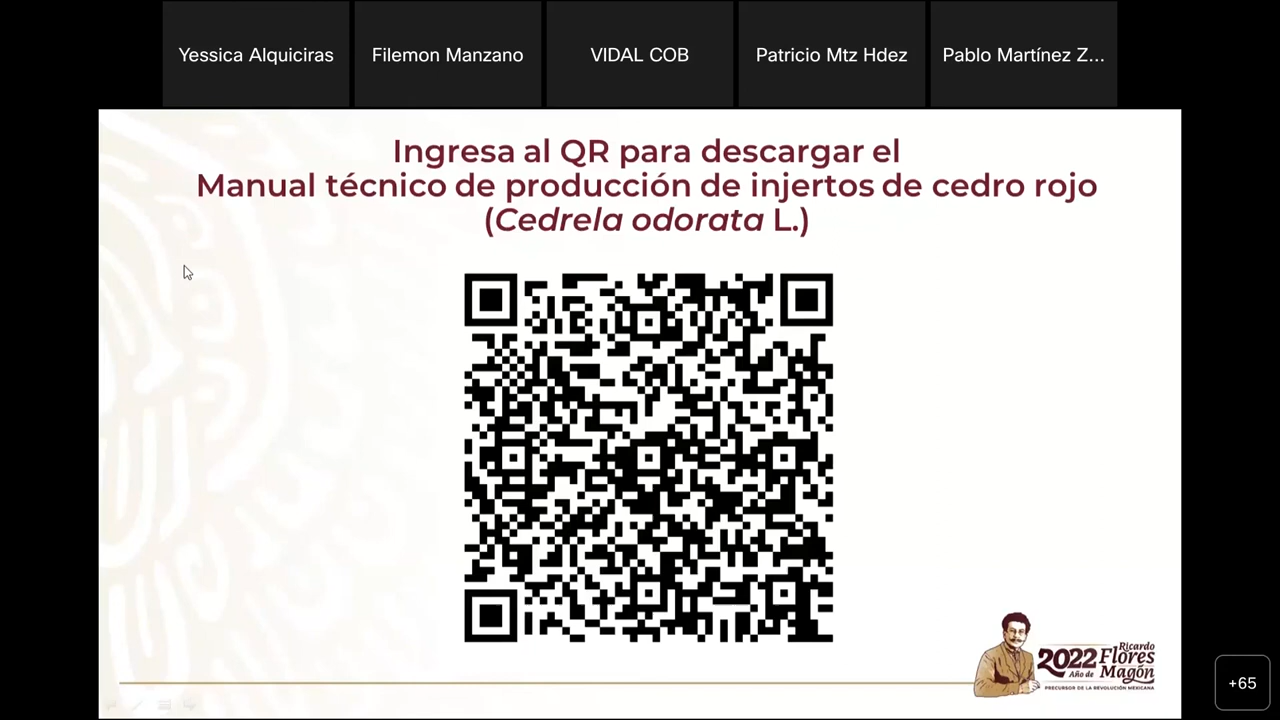 Yessica Alquiciras
Filemon Manzano
VIDAL COB
Patricio Mtz Hdez
Pablo Martínez Z...
Ingresa al QR para descargar el
Manual técnico de producción de injertos de cedro rojo
(Cedrela odorata L.)
2022 Ricardo
Flores
Año de Magón
PRECURSOR DE LA REVOLUCIÓN MEXICANA
+65